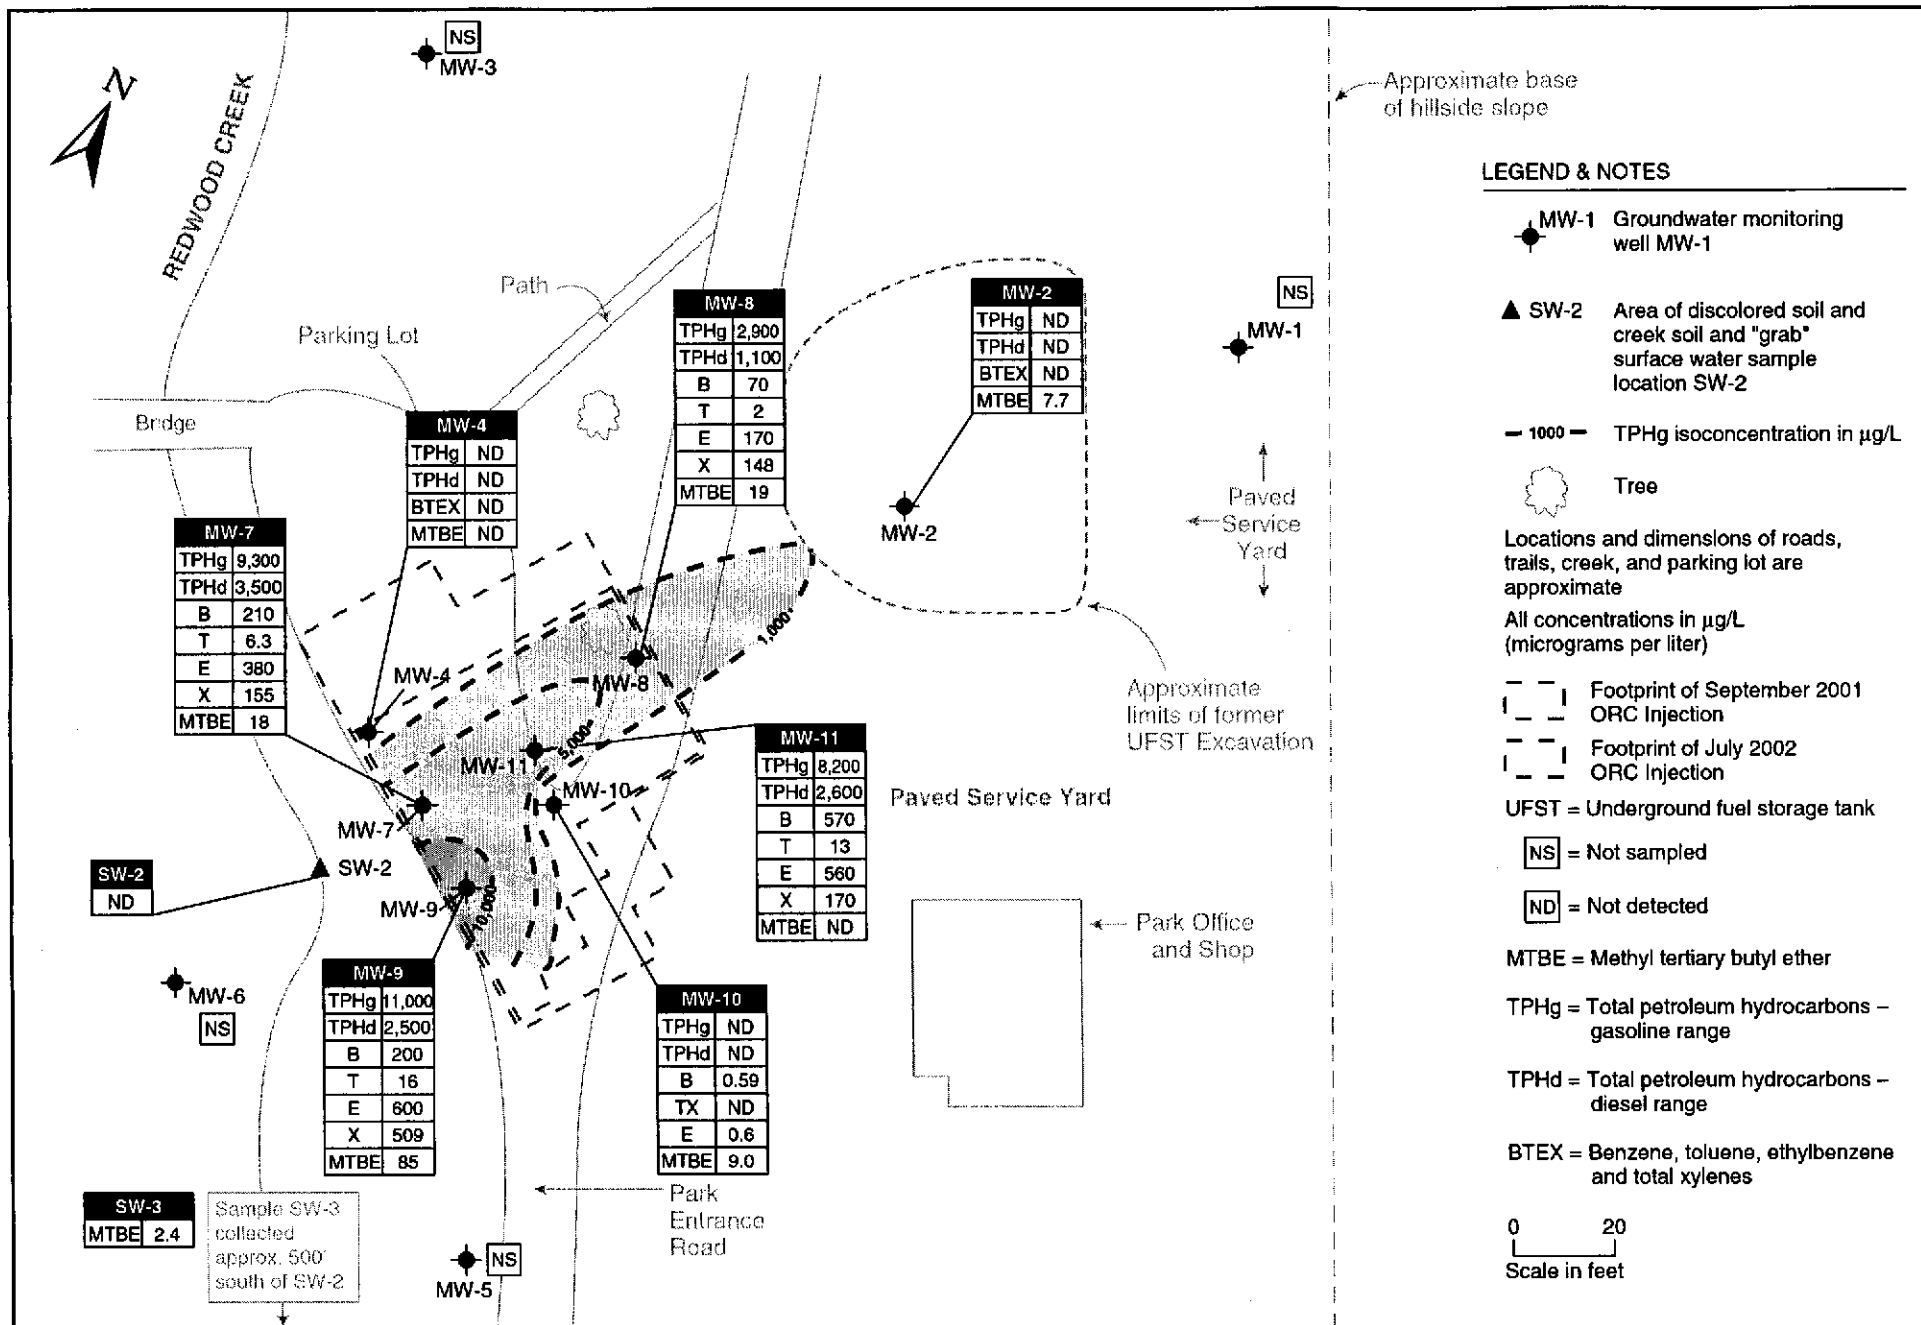 NS
MW-3
N
REDWOOD CREEK
Approximate base
of hillside slope
Path
Parking Lot
Bridge
NS
MW-1
MW-8
TPHg 2,900
TPHd 1,100
B 70
T 2
E 170
X 148
MTBE 19
MW-2
TPHg ND
TPHd ND
BTEX ND
MTBE 7.7
MW-4
TPHg ND
TPHd ND
BTEX ND
MTBE ND
MW-2
Paved
Service
Yard
MW-7
TPHg 9,300
TPHd 3,500
B 210
T 6.3
E 380
X 155
MTBE 18
1,000
MW-4
MW-8
5,000
MW-11
MW-10
MW-7
Approximate
limits of former
UFST Excavation
MW-11
TPHg 8,200
TPHd 2,600
B 570
T 13
E 560
X 170
MTBE ND
Paved Service Yard
SW-2
ND
SW-2
MW-9
10,000
Park Office
and Shop
MW-6
NS
MW-9
TPHg 11,000
TPHd 2,500
B 200
T 16
E 600
X 509
MTBE 85
MW-10
TPHg ND
TPHd ND
B 0.59
TX ND
E 0.6
MTBE 9.0
SW-3
MTBE 2.4
Sample SW-3
collected
approx. 500'
south of SW-2
Park
Entrance
Road
NS
MW-5
LEGEND & NOTES
MW-1 Groundwater monitoring
well MW-1
SW-2 Area of discolored soil and
creek soil and "grab"
surface water sample
location SW-2
1000 TPHg isoconcentration in µg/L
Tree
Locations and dimensions of roads,
trails, creek, and parking lot are
approximate
All concentrations in µg/L
(micrograms per liter)
Footprint of September 2001
ORC Injection
Footprint of July 2002
ORC Injection
UFST = Underground fuel storage tank
NS = Not sampled
ND = Not detected
MTBE = Methyl tertiary butyl ether
TPHg = Total petroleum hydrocarbons –
gasoline range
TPHd = Total petroleum hydrocarbons –
diesel range
BTEX = Benzene, toluene, ethylbenzene
and total xylenes
0 20
Scale in feet